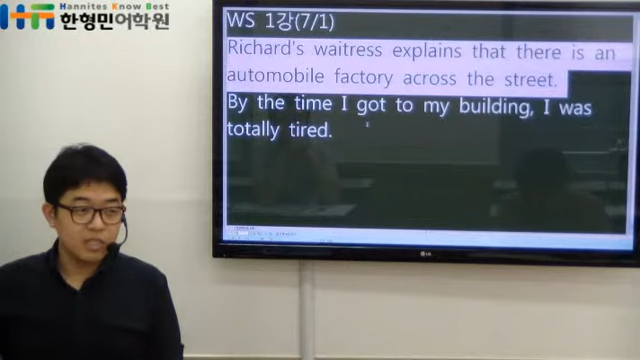 Hannites Know Best
한형민어학원
WS 1강(7/1)
Richard's waitress explains that there is an
automobile factory across the street.
By the time I got to my building, I was
totally tired.
LG